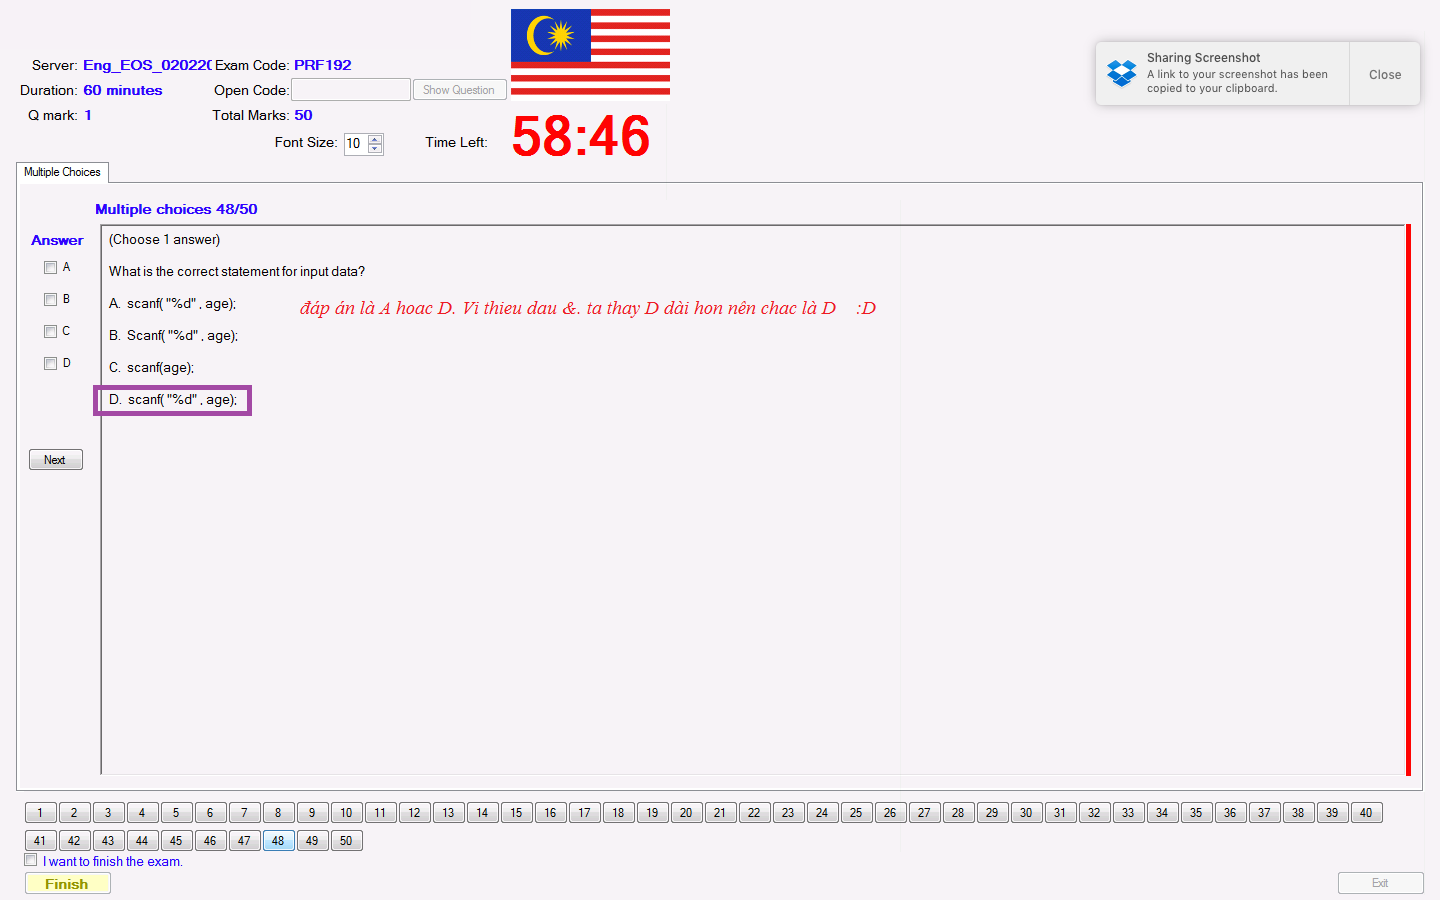 Server: Eng_EOS_020220 Exam Code: PRF192
Duration: 60 minutes Open Code: Show Question
Q mark: 1 Total Marks: 50
Font Size: 10 Time Left: 58:46
Sharing Screenshot
A link to your screenshot has been
copied to your clipboard.
Close
Multiple Choices
Multiple choices 48/50
Answer
A
B
C
D
Next
(Choose 1 answer)
What is the correct statement for input data?
A. scanf( "%d" , age);
đáp án là A hoac D. Vi thieu dau &. ta thay D dài hon nên chac là D :D
B. Scanf( "%d" , age);
C. scanf(age);
D. scanf( "%d" , age);
1 2 3 4 5 6 7 8 9 10 11 12 13 14 15 16 17 18 19 20 21 22 23 24 25 26 27 28 29 30 31 32 33 34 35 36 37 38 39 40
41 42 43 44 45 46 47 48 49 50
I want to finish the exam.
Finish Exit